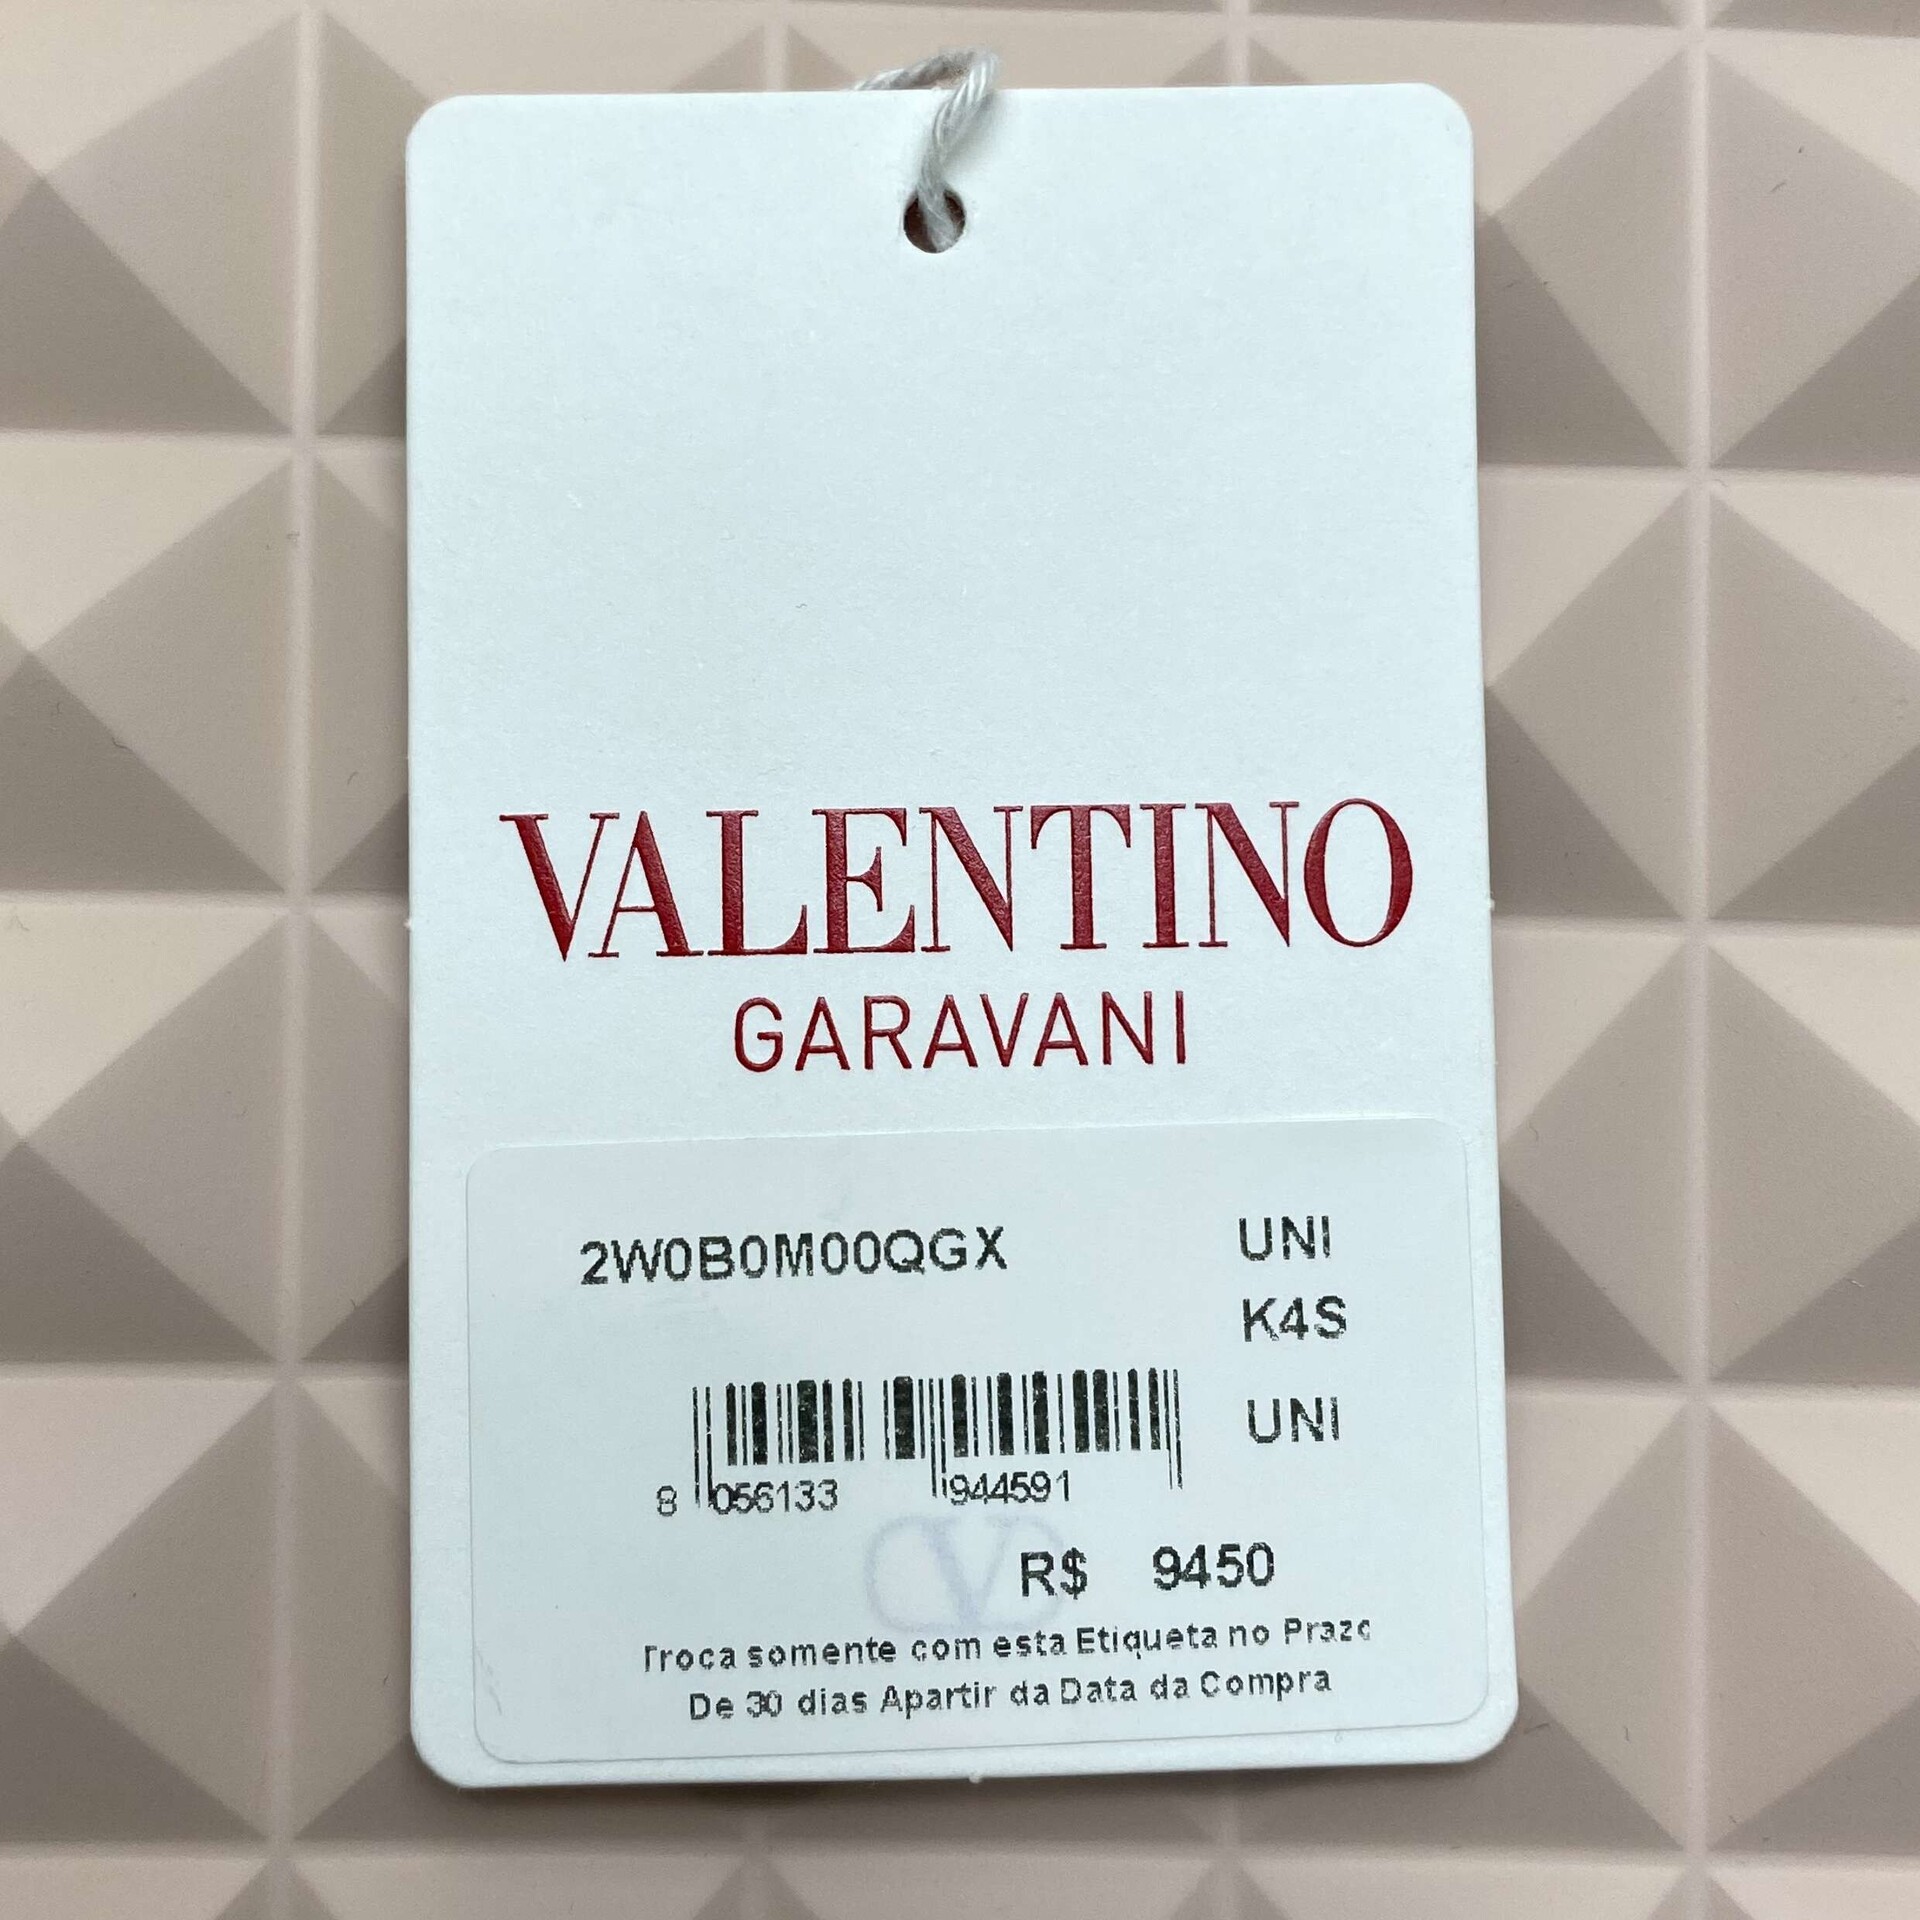 VALENTINO
GARAVANI
2W0B0M00QGX UNI
K4S
UNI
8 056133 944591
R$ 9450
Troca somente com esta Etiqueta no Prazo
De 30 dias Apartir da Data da Compra